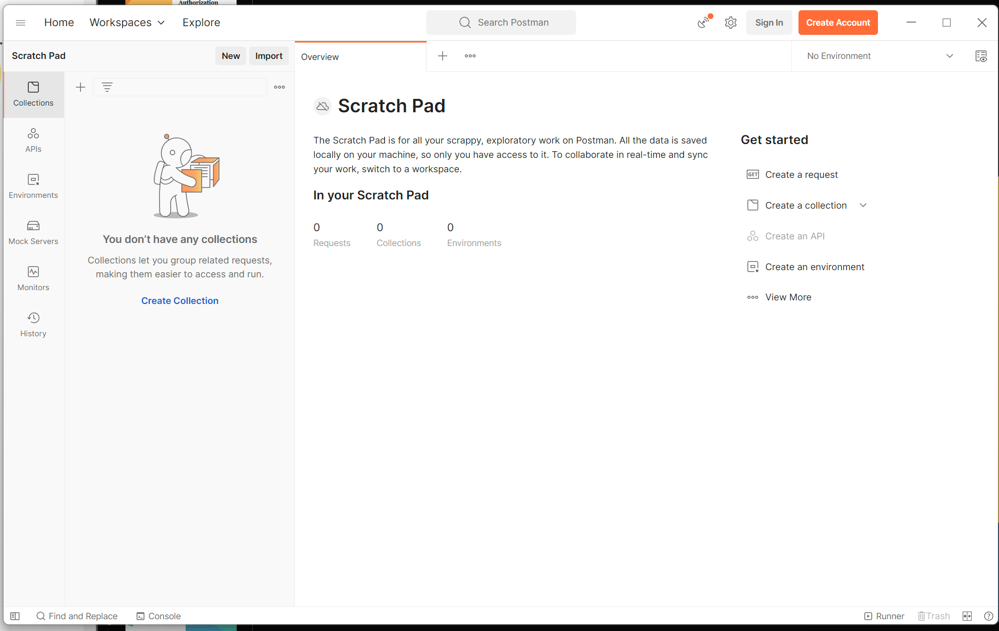 Authorization
Home
Workspaces
Explore
Search Postman
Sign In
Create Account
Scratch Pad
New
Import
Overview
No Environment
Collections
APIs
Environments
Mock Servers
Monitors
History
You don’t have any collections
Collections let you group related requests,
making them easier to access and run.
Create Collection
Scratch Pad
The Scratch Pad is for all your scrappy, exploratory work on Postman. All the data is saved
locally on your machine, so only you have access to it. To collaborate in real-time and sync
your work, switch to a workspace.
In your Scratch Pad
0
Requests
0
Collections
0
Environments
Get started
GET Create a request
Create a collection
Create an API
Create an environment
View More
Find and Replace
Console
Runner
Trash